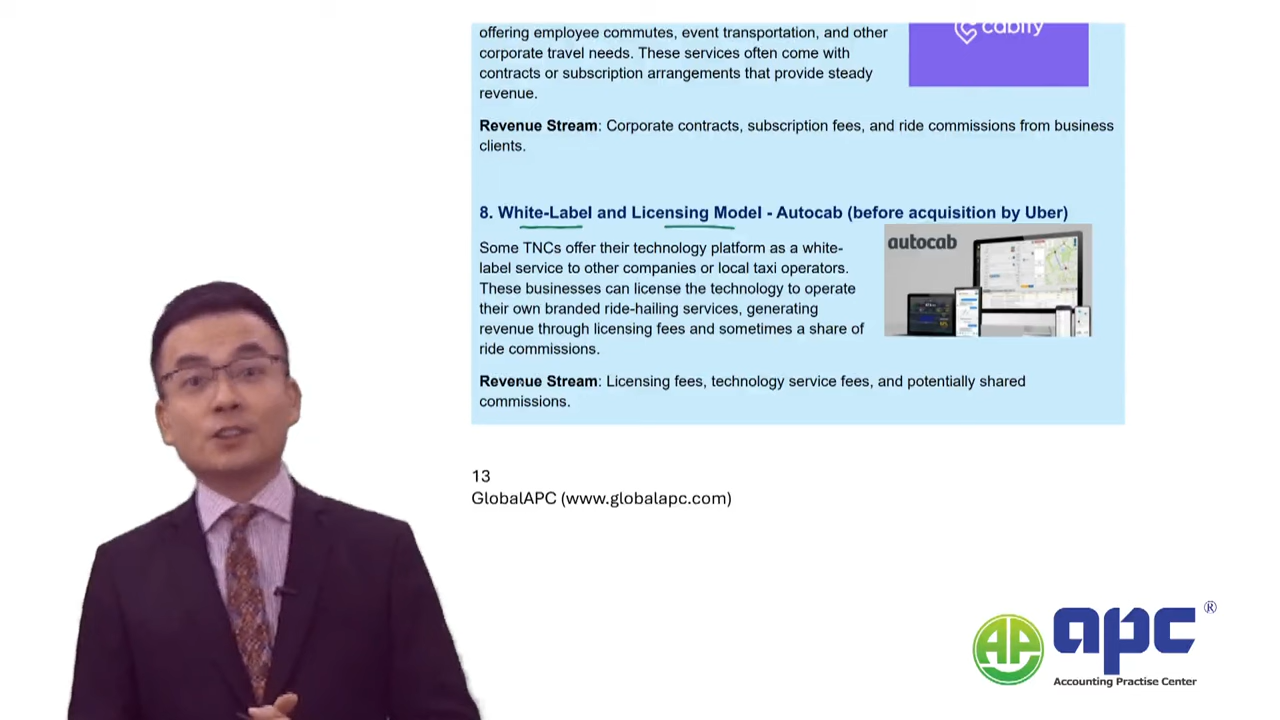 offering employee commutes, event transportation, and other
corporate travel needs. These services often come with
contracts or subscription arrangements that provide steady
revenue.
cabify
Revenue Stream: Corporate contracts, subscription fees, and ride commissions from business
clients.
8. White-Label and Licensing Model - Autocab (before acquisition by Uber)
Some TNCs offer their technology platform as a white-
label service to other companies or local taxi operators.
These businesses can license the technology to operate
their own branded ride-hailing services, generating
revenue through licensing fees and sometimes a share of
ride commissions.
autocab
Revenue Stream: Licensing fees, technology service fees, and potentially shared
commissions.
13
GlobalAPC (www.globalapc.com)
AP apc ®
Accounting Practise Center